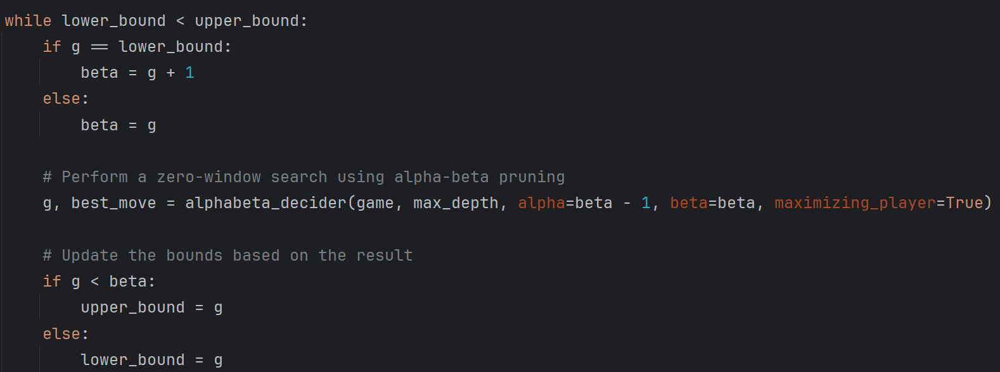 while lower_bound < upper_bound:
    if g == lower_bound:
        beta = g + 1
    else:
        beta = g

    # Perform a zero-window search using alpha-beta pruning
    g, best_move = alphabeta_decider(game, max_depth, alpha=beta - 1, beta=beta, maximizing_player=True)

    # Update the bounds based on the result
    if g < beta:
        upper_bound = g
    else:
        lower_bound = g